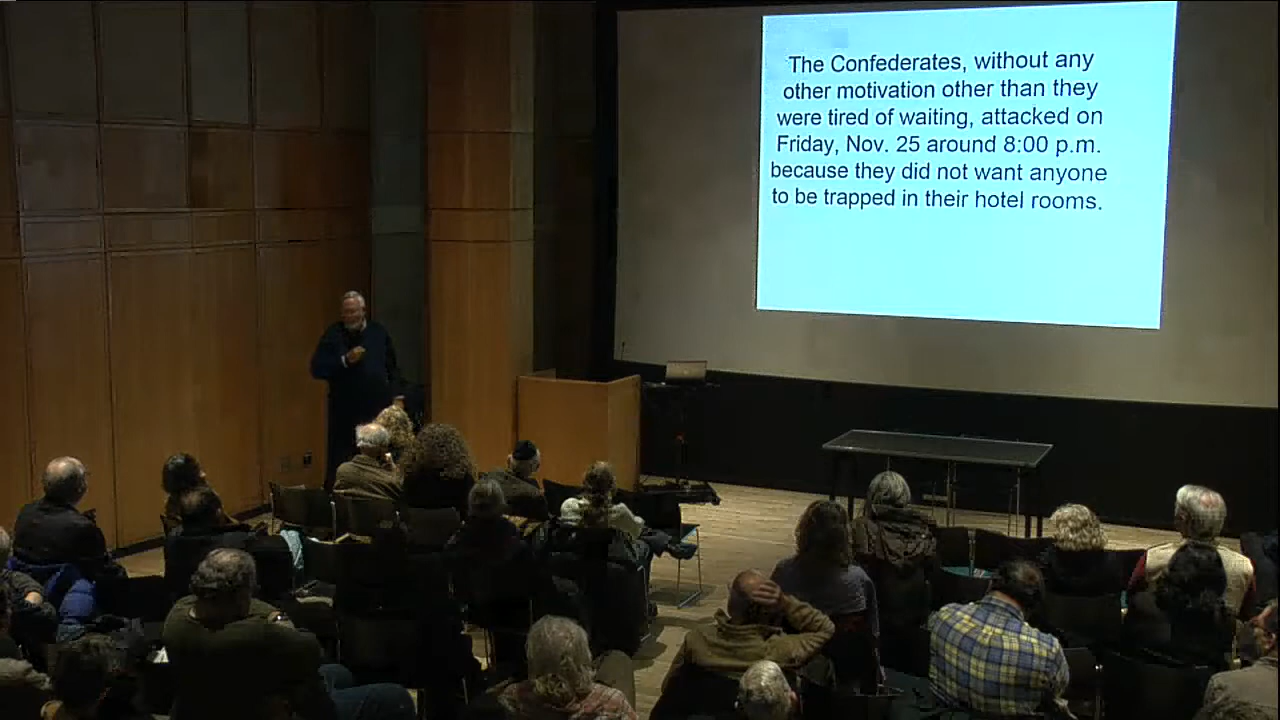 The Confederates, without any
other motivation other than they
were tired of waiting, attacked on
Friday, Nov. 25 around 8:00 p.m.
because they did not want anyone
to be trapped in their hotel rooms.